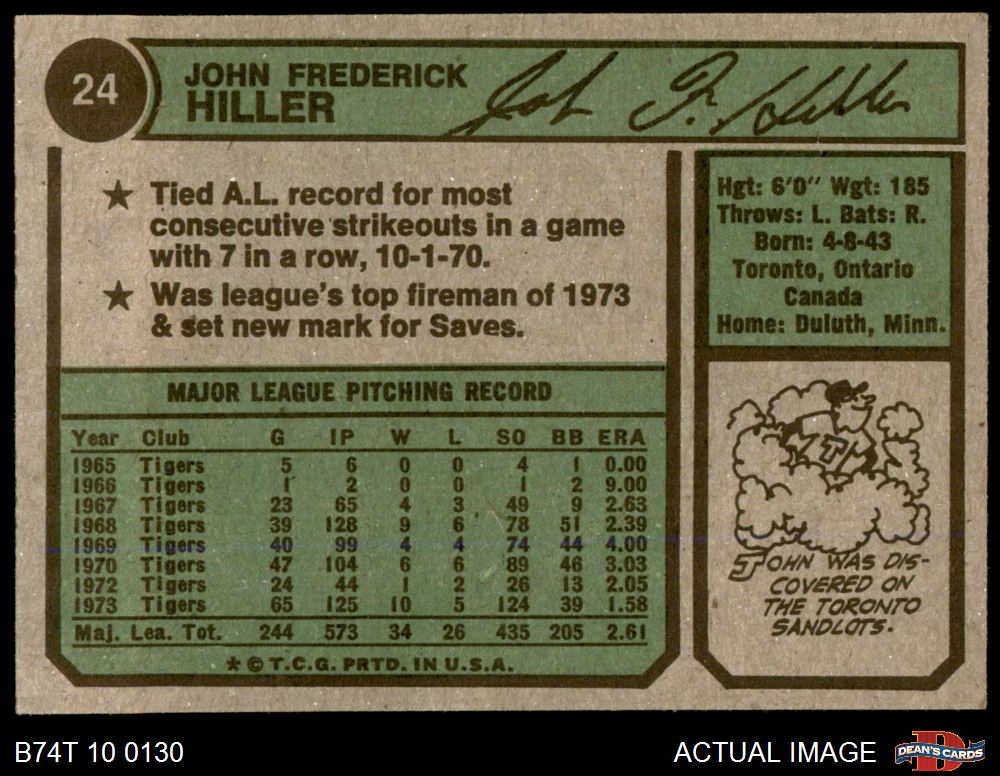 24
JOHN FREDERICK
HILLER
John F. Hiller
★ Tied A.L. record for most
consecutive strikeouts in a game
with 7 in a row, 10-1-70.
★ Was league's top fireman of 1973
& set new mark for Saves.
Hgt: 6'0" Wgt: 185
Throws: L. Bats: R.
Born: 4-8-43
Toronto, Ontario
Canada
Home: Duluth, Minn.
MAJOR LEAGUE PITCHING RECORD
Year Club G IP W L SO BB ERA
1965 Tigers 5 6 0 0 4 1 0.00
1966 Tigers 1 2 0 0 1 2 9.00
1967 Tigers 23 65 4 3 49 9 2.63
1968 Tigers 39 128 9 6 78 51 2.39
1969 Tigers 40 99 4 4 74 44 4.00
1970 Tigers 47 104 6 6 89 46 3.03
1972 Tigers 24 44 1 2 26 13 2.05
1973 Tigers 65 125 10 5 124 39 1.58
Maj. Lea. Tot. 244 573 34 26 435 205 2.61
* © T.C.G. PRTD. IN U.S.A.
JOHN WAS DIS-
COVERED ON
THE TORONTO
SANDLOTS.
B74T 10 0130
ACTUAL IMAGE
D
DEAN'S CARDS